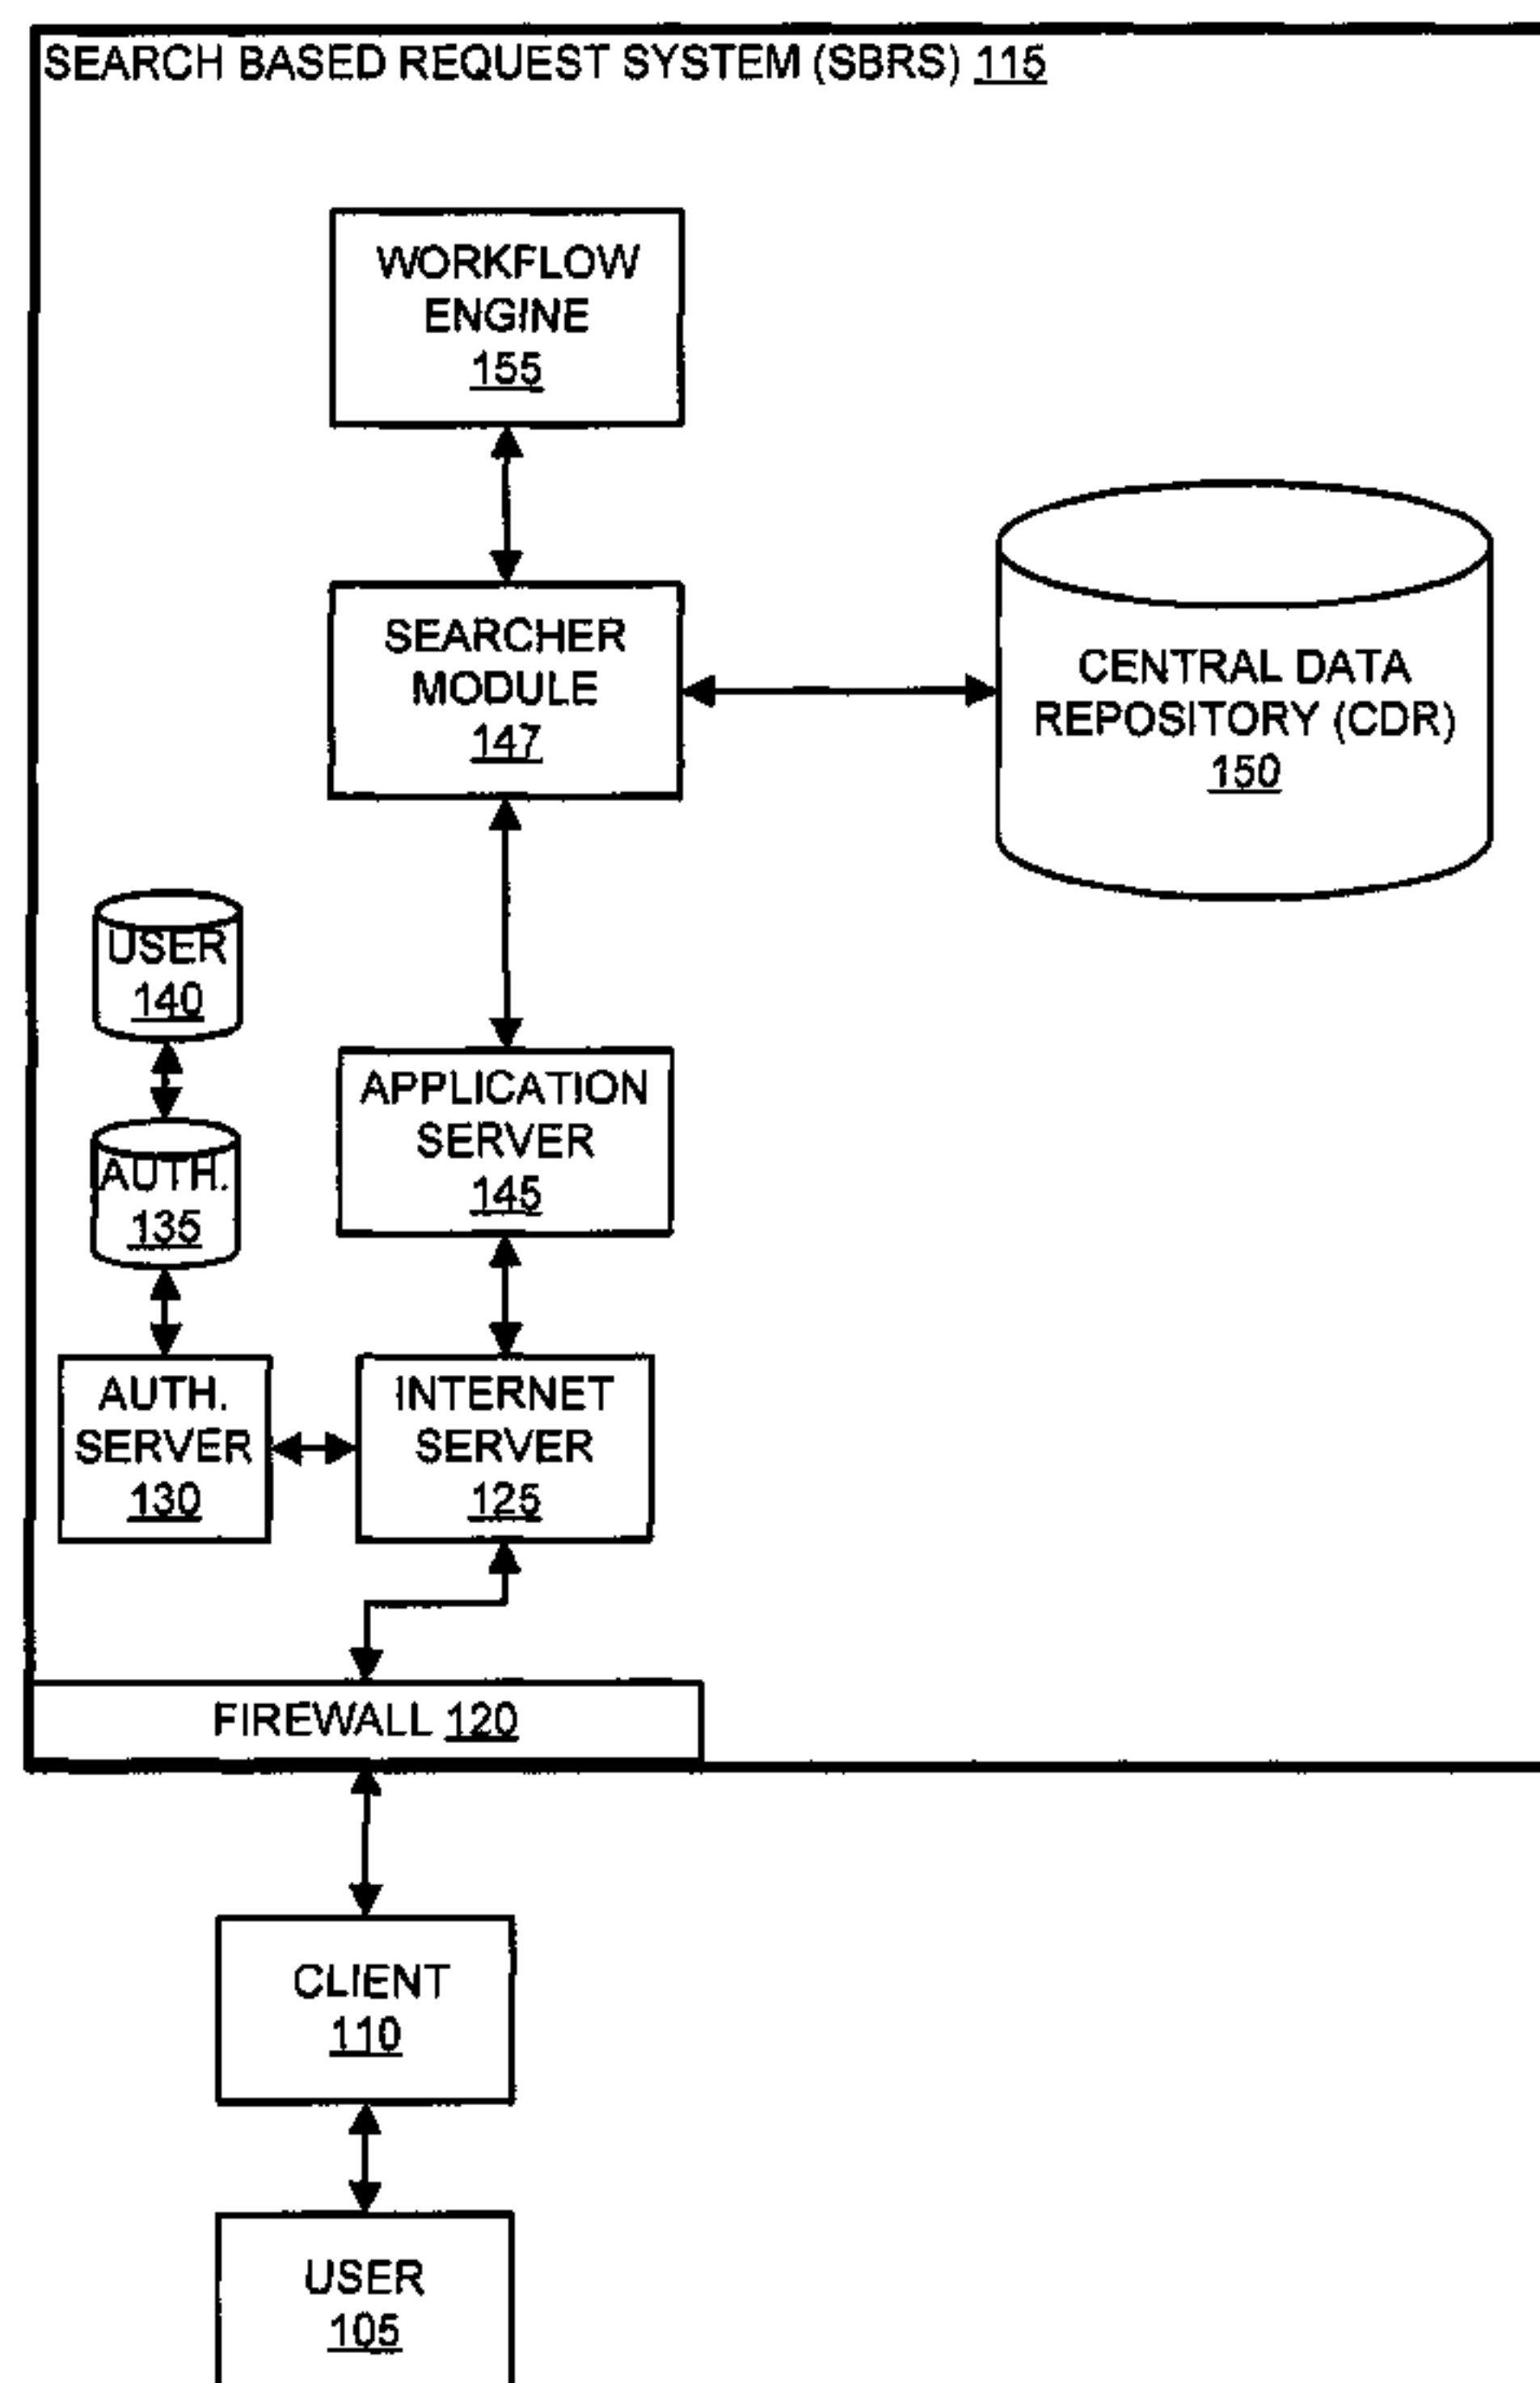 SEARCH BASED REQUEST SYSTEM (SBRS) 115
WORKFLOW
ENGINE
155
SEARCHER
MODULE
147
CENTRAL DATA
REPOSITORY (CDR)
150
USER
140
AUTH.
135
APPLICATION
SERVER
145
AUTH.
SERVER
130
INTERNET
SERVER
125
FIREWALL 120
CLIENT
110
USER
105